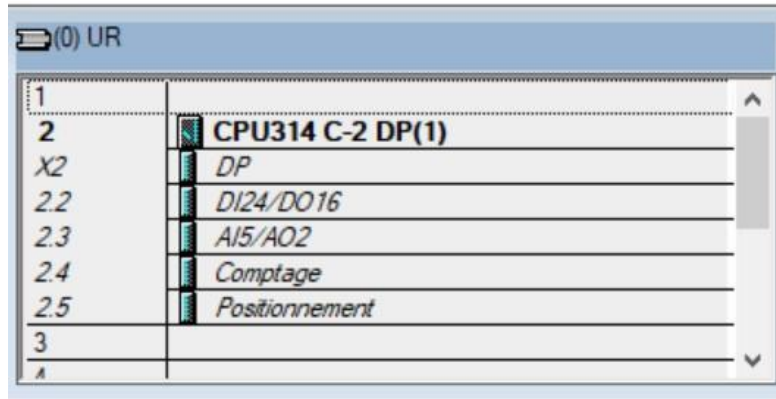 (0) UR
1
2 CPU314 C-2 DP(1)
X2 DP
2.2 DI24/DO16
2.3 AI5/AO2
2.4 Comptage
2.5 Positionnement
3
4